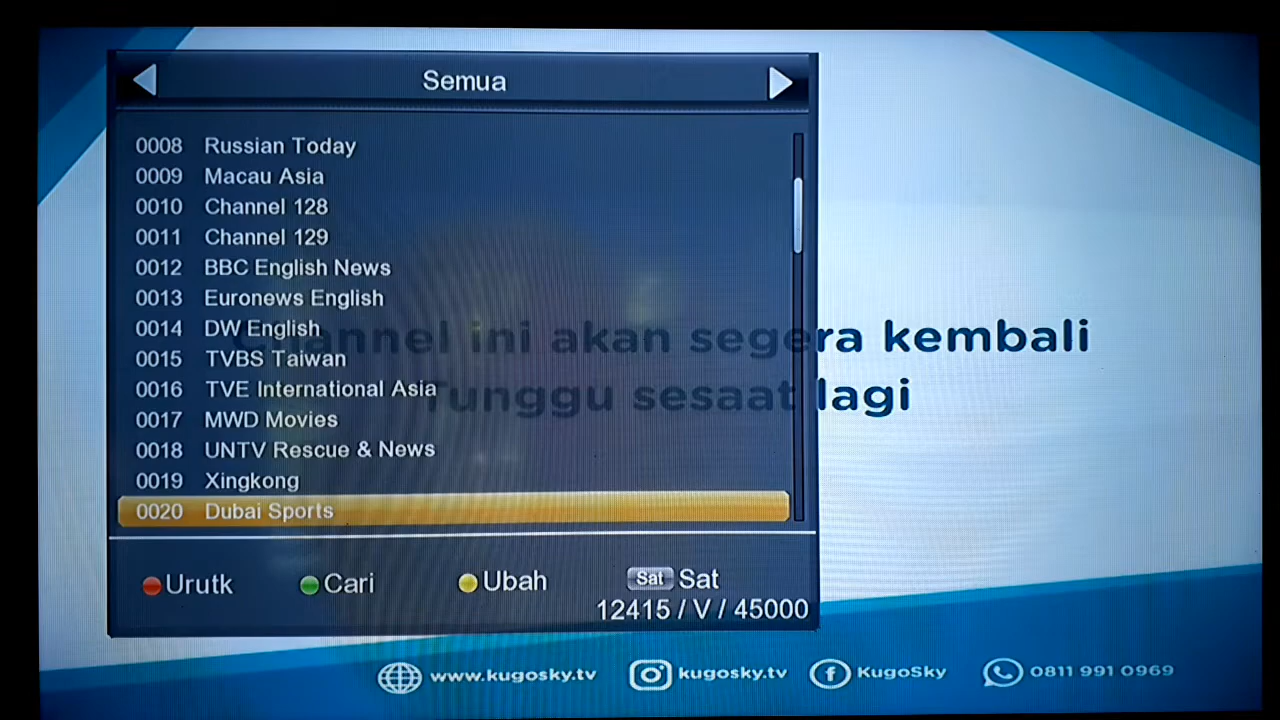 Semua
0008 Russian Today
0009 Macau Asia
0010 Channel 128
0011 Channel 129
0012 BBC English News
0013 Euronews English
0014 DW English
0015 TVBS Taiwan
0016 TVE International Asia
0017 MWD Movies
0018 UNTV Rescue & News
0019 Xingkong
0020 Dubai Sports
Channel ini akan segera kembali
Tunggu sesaat lagi
Urutk Cari Ubah Sat Sat
12415 / V / 45000
www.kugosky.tv kugosky.tv KugoSky 0811 991 0969